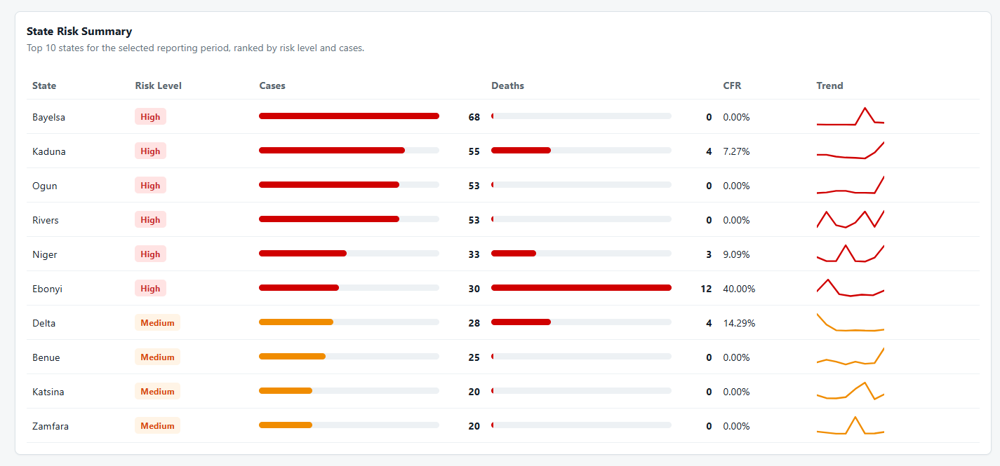 State Risk Summary
Top 10 states for the selected reporting period, ranked by risk level and cases.
State Risk Level Cases Deaths CFR Trend
Bayelsa High 68 0 0.00%
Kaduna High 55 4 7.27%
Ogun High 53 0 0.00%
Rivers High 53 0 0.00%
Niger High 33 3 9.09%
Ebonyi High 30 12 40.00%
Delta Medium 28 4 14.29%
Benue Medium 25 0 0.00%
Katsina Medium 20 0 0.00%
Zamfara Medium 20 0 0.00%